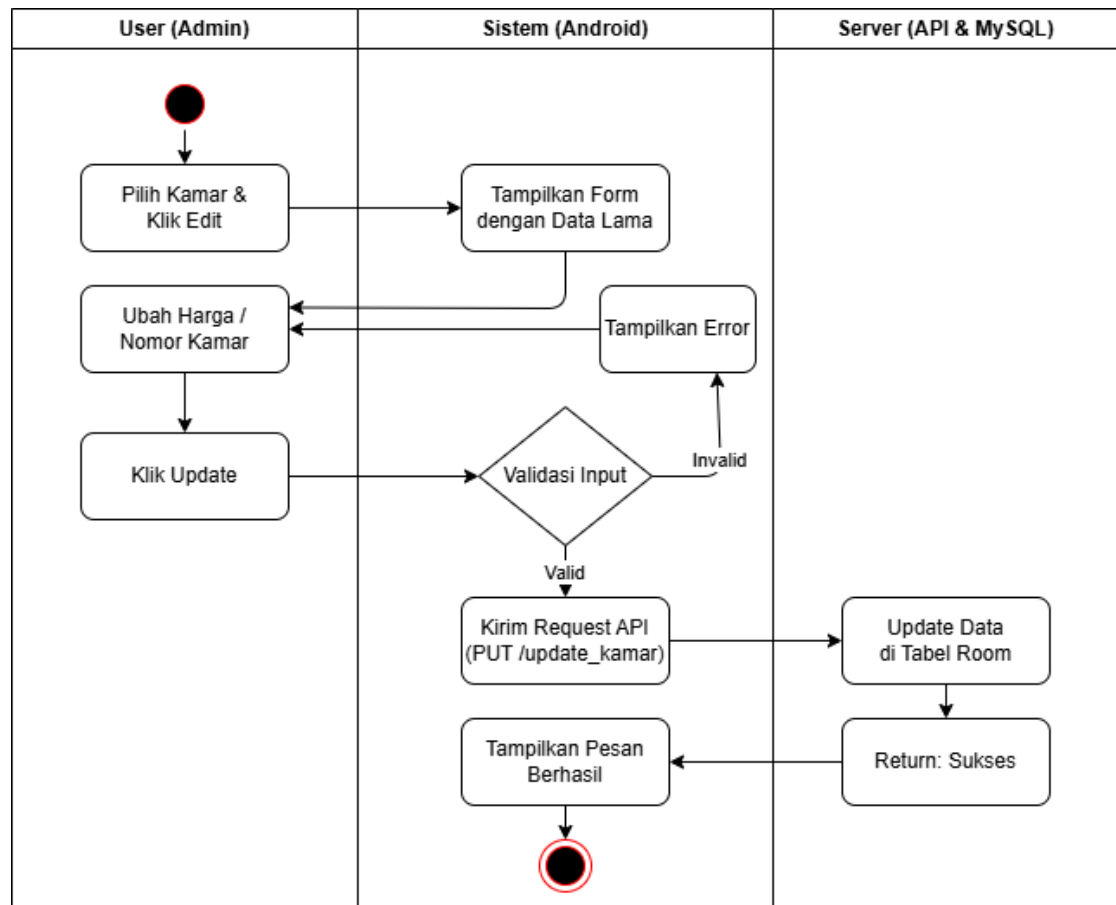 User (Admin)
Sistem (Android)
Server (API & MySQL)
Pilih Kamar &
Klik Edit
Tampilkan Form
dengan Data Lama
Ubah Harga /
Nomor Kamar
Tampilkan Error
Klik Update
Validasi Input
Invalid
Valid
Kirim Request API
(PUT /update_kamar)
Update Data
di Tabel Room
Tampilkan Pesan
Berhasil
Return: Sukses